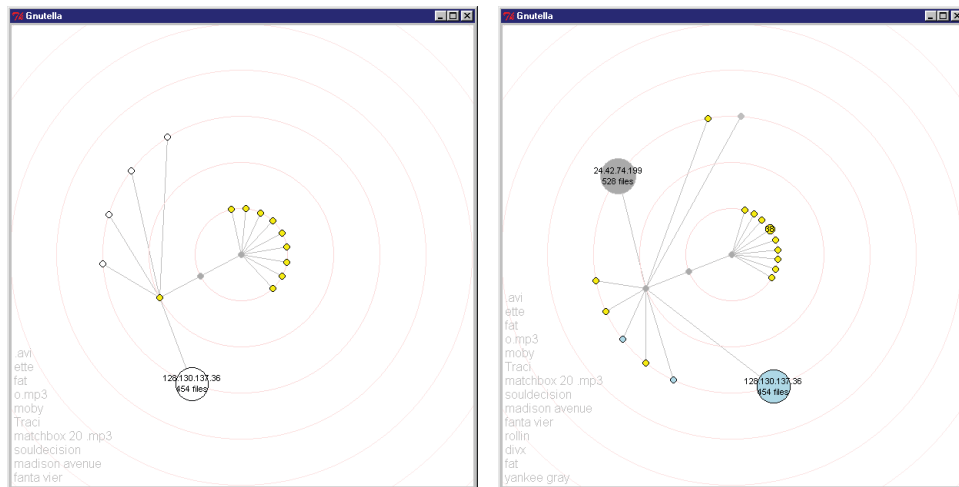 Gnutella
128.130.137.36
454 files
.avi
ette
fat
o.mp3
moby
Traci
matchbox 20 .mp3
souldecision
madison avenue
fanta vier
Gnutella
24.42.74.199
528 files
68
128.130.137.36
454 files
.avi
ette
fat
o.mp3
moby
Traci
matchbox 20 .mp3
souldecision
madison avenue
fanta vier
rollin
divx
fat
yankee gray